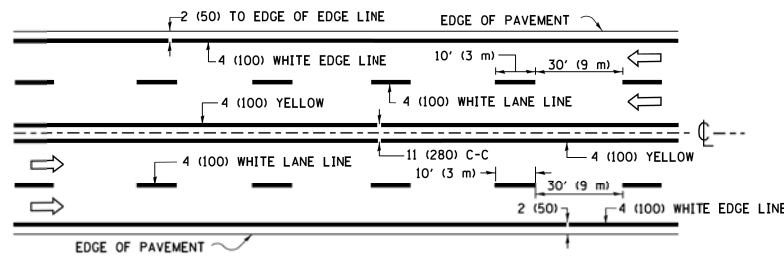 2 (50) TO EDGE OF EDGE LINE
EDGE OF PAVEMENT
4 (100) WHITE EDGE LINE
10' (3 m)
30' (9 m)
4 (100) YELLOW
4 (100) WHITE LANE LINE
℄
4 (100) WHITE LANE LINE
11 (280) C-C
4 (100) YELLOW
10' (3 m)
30' (9 m)
2 (50)
4 (100) WHITE EDGE LINE
EDGE OF PAVEMENT